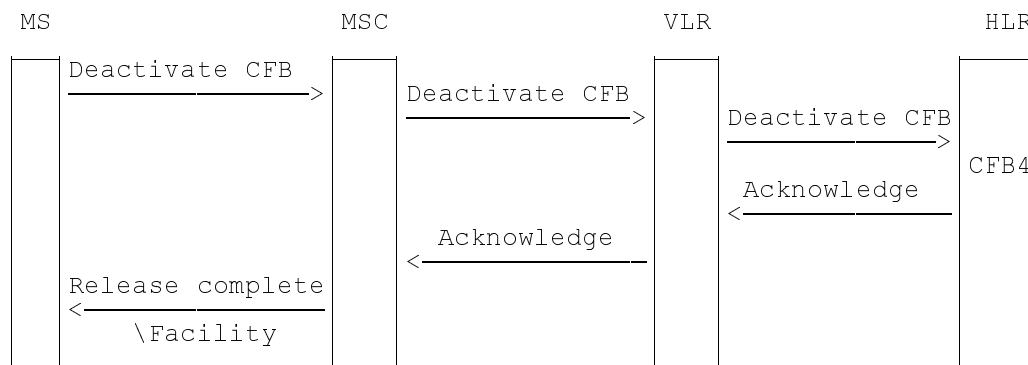 MS MSC VLR HLR
Deactivate CFB
Deactivate CFB
Deactivate CFB
CFB4
Acknowledge
Acknowledge
Release complete
\Facility